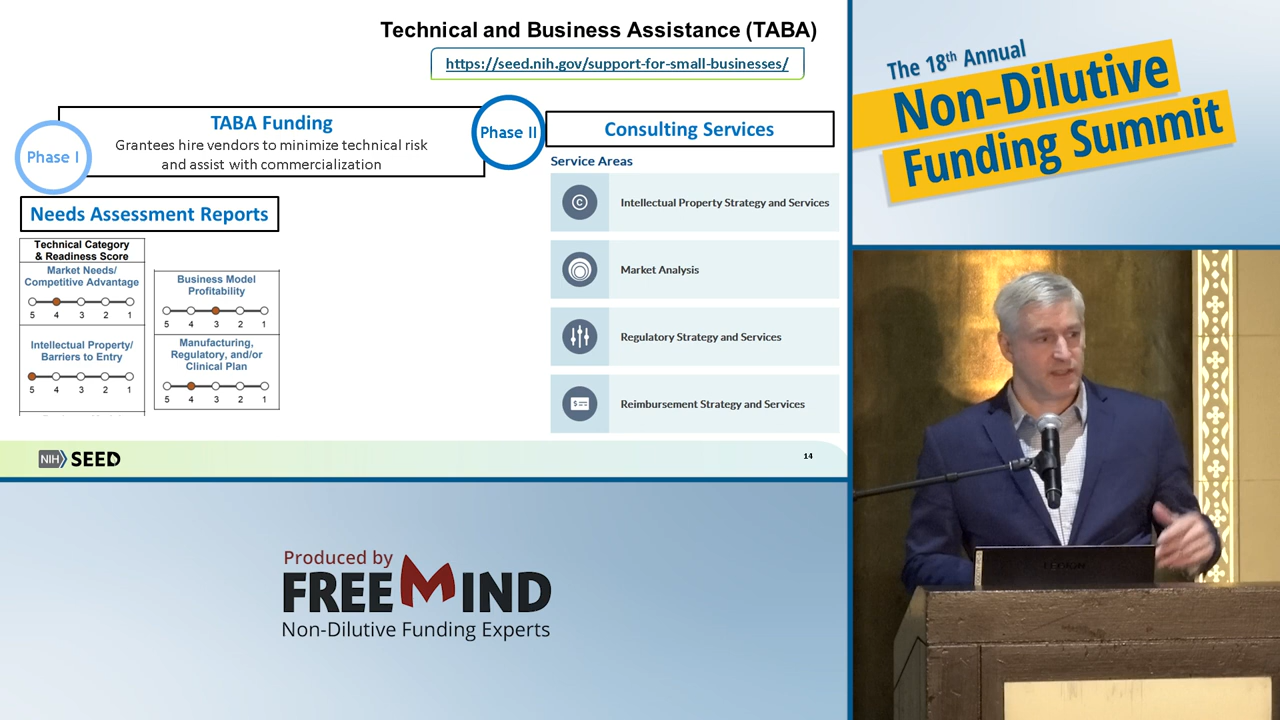 Technical and Business Assistance (TABA)
https://seed.nih.gov/support-for-small-businesses/
Phase I
TABA Funding
Grantees hire vendors to minimize technical risk
and assist with commercialization
Phase II
Needs Assessment Reports
Technical Category
& Readiness Score
Market Needs/
Competitive Advantage
5 4 3 2 1
Intellectual Property/
Barriers to Entry
5 4 3 2 1
Business Model
Profitability
5 4 3 2 1
Manufacturing,
Regulatory, and/or
Clinical Plan
5 4 3 2 1
Consulting Services
Service Areas
Intellectual Property Strategy and Services
Market Analysis
Regulatory Strategy and Services
Reimbursement Strategy and Services
NIH SEED
14
The 18th Annual
Non-Dilutive
Funding Summit
Produced by
FREEMIND
Non-Dilutive Funding Experts
LEGION